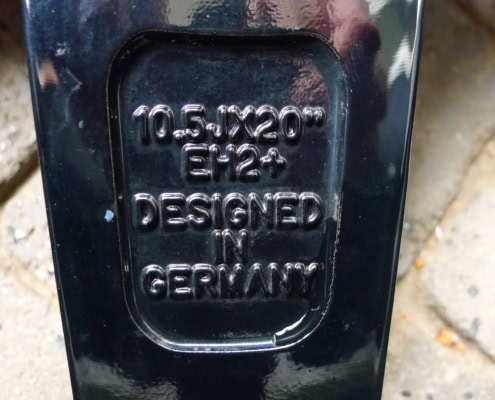 10.5JX20"
EH2+
DESIGNED
IN
GERMANY